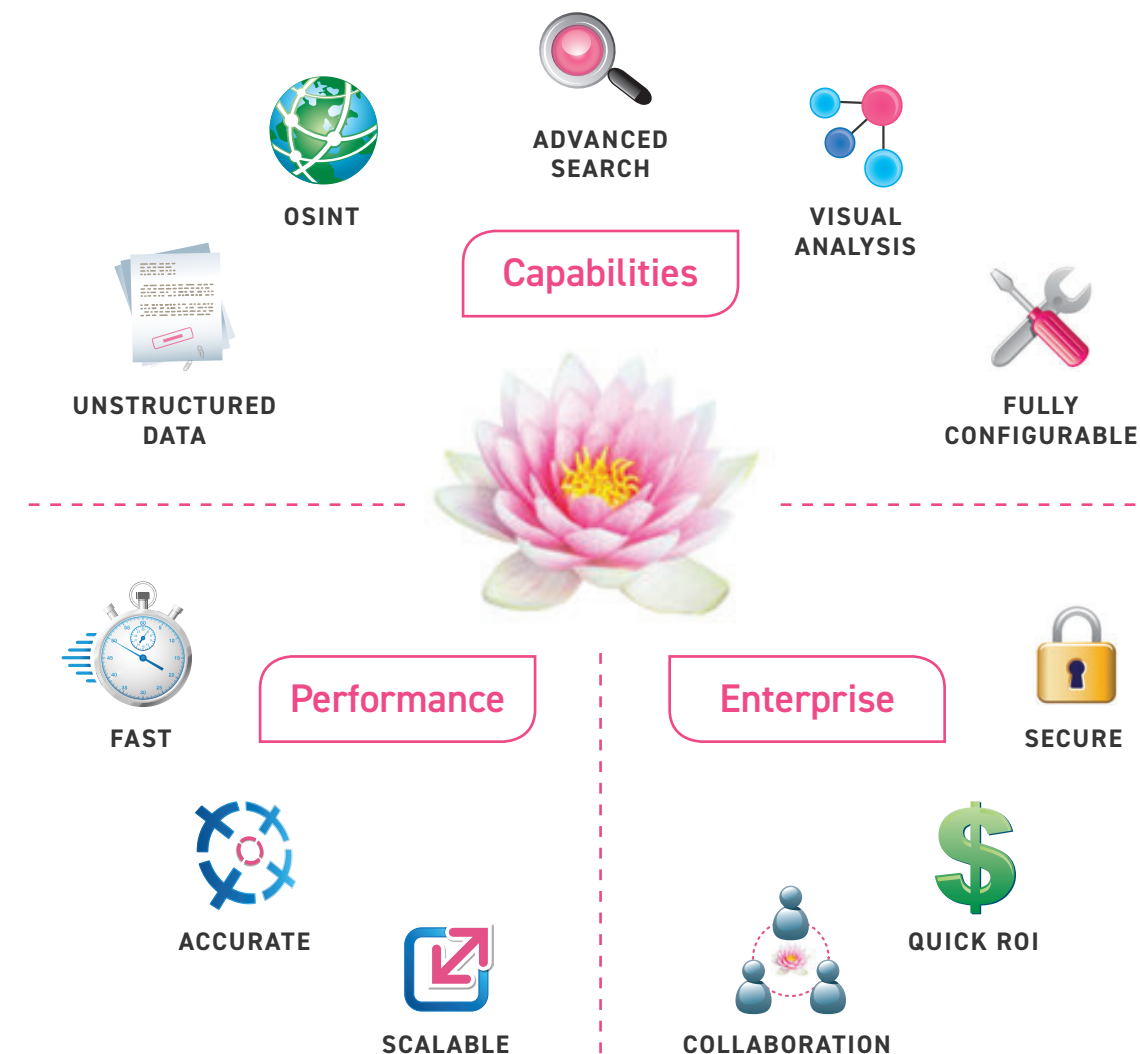 ADVANCED
SEARCH
OSINT
VISUAL
ANALYSIS
Capabilities
UNSTRUCTURED
DATA
FULLY
CONFIGURABLE
Performance
Enterprise
FAST
SECURE
ACCURATE
QUICK ROI
SCALABLE
COLLABORATION